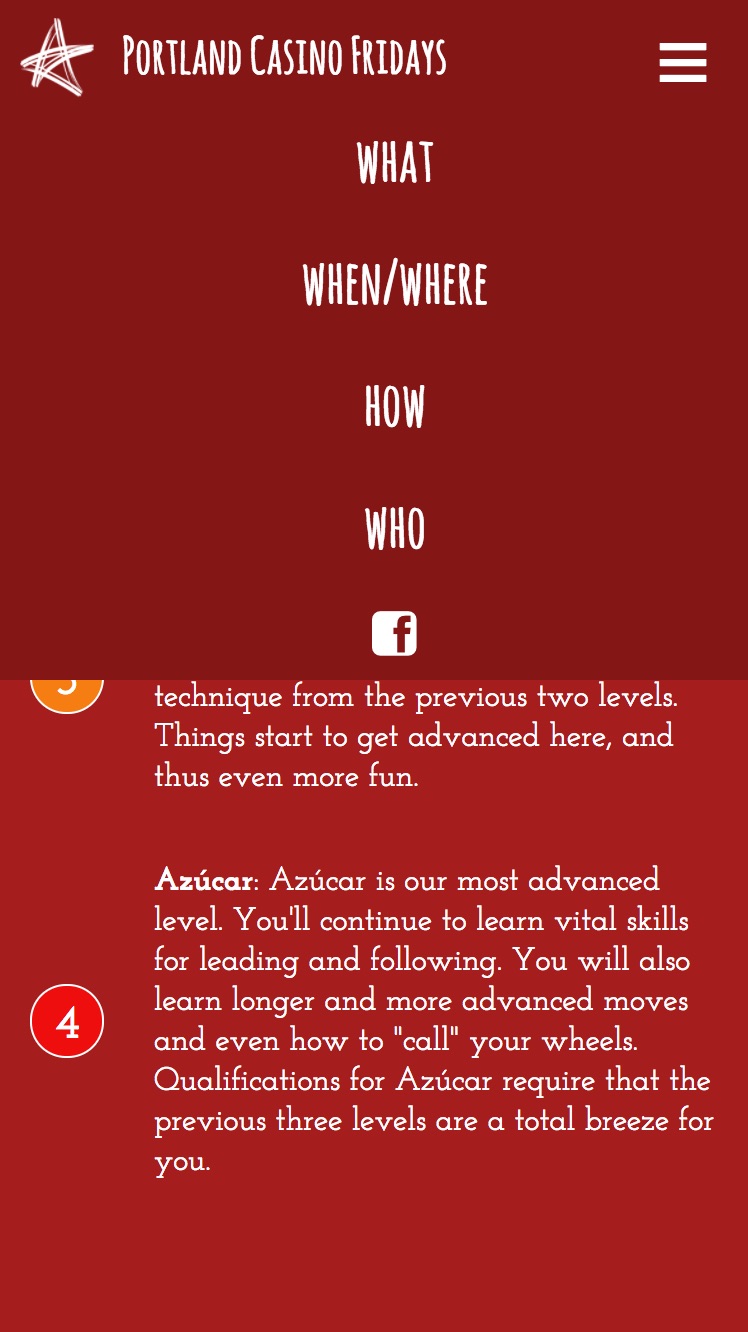 Portland Casino Fridays
WHAT
WHEN/WHERE
HOW
WHO
f
technique from the previous two levels.
Things start to get advanced here, and
thus even more fun.
Azúcar: Azúcar is our most advanced
level. You'll continue to learn vital skills
for leading and following. You will also
learn longer and more advanced moves
4
and even how to "call" your wheels.
Qualifications for Azúcar require that the
previous three levels are a total breeze for
you.